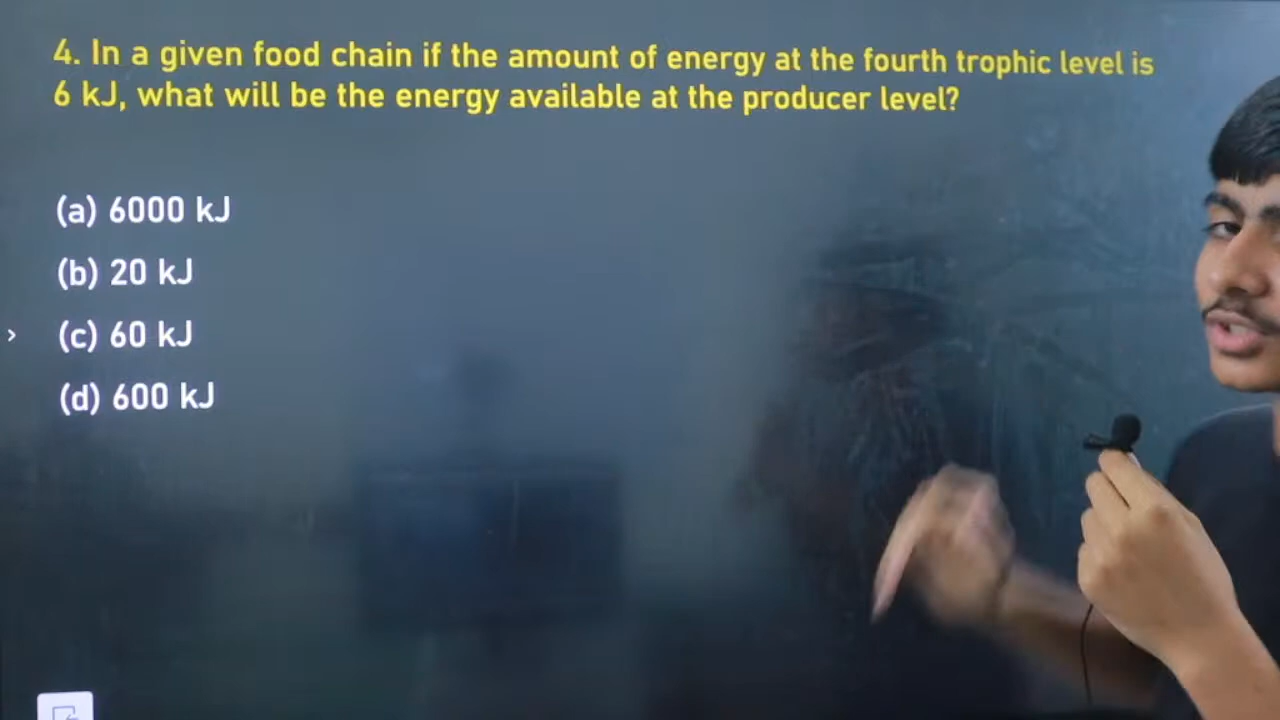 4. In a given food chain if the amount of energy at the fourth trophic level is
6 kJ, what will be the energy available at the producer level?
(a) 6000 kJ
(b) 20 kJ
(c) 60 kJ
(d) 600 kJ